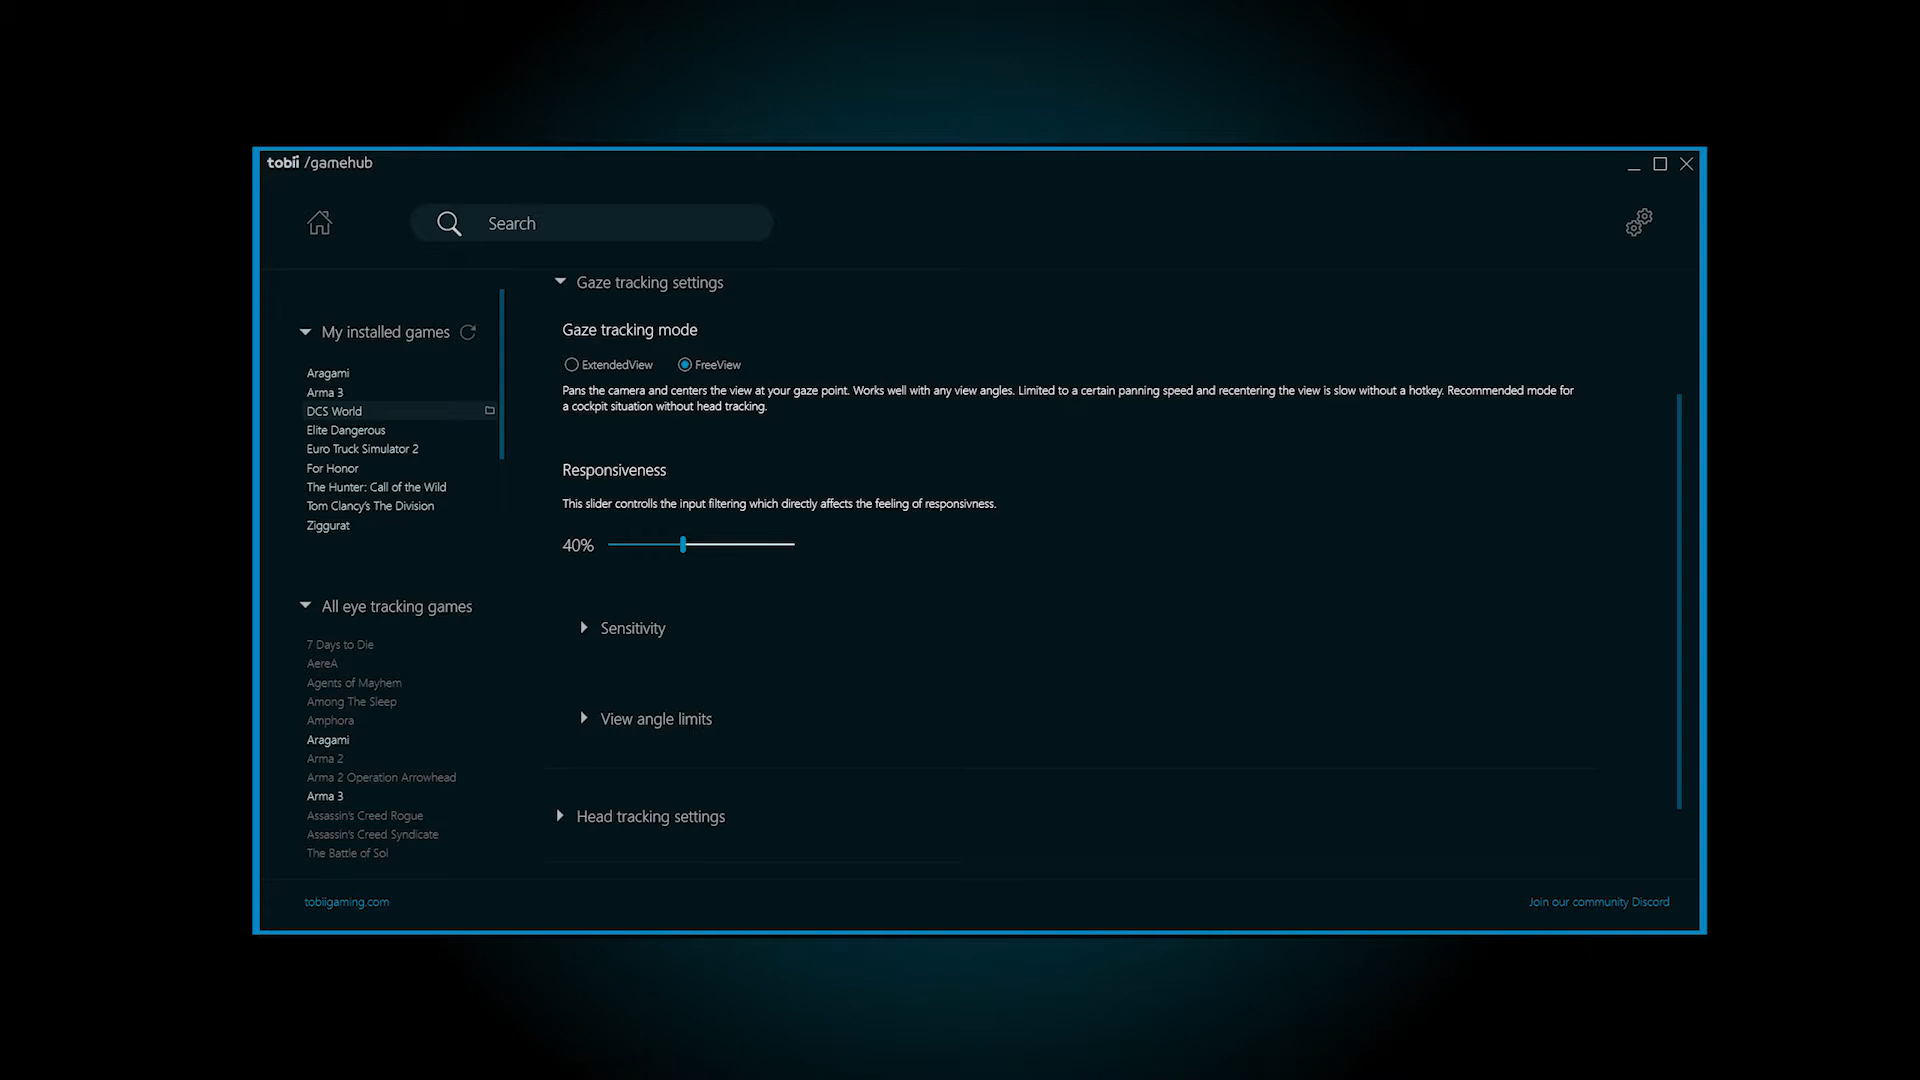 tobii /gamehub
Search
Gaze tracking settings
My installed games
Aragami
Arma 3
DCS World
Elite Dangerous
Euro Truck Simulator 2
For Honor
The Hunter: Call of the Wild
Tom Clancy's The Division
Ziggurat
All eye tracking games
7 Days to Die
AereA
Agents of Mayhem
Among The Sleep
Amphora
Aragami
Arma 2
Arma 2 Operation Arrowhead
Arma 3
Assassin's Creed Rogue
Assassin's Creed Syndicate
The Battle of Sol
Gaze tracking mode
ExtendedView FreeView
Pans the camera and centers the view at your gaze point. Works well with any view angles. Limited to a certain panning speed and recentering the view is slow without a hotkey. Recommended mode for
a cockpit situation without head tracking.
Responsiveness
This slider controlls the input filtering which directly affects the feeling of responsivness.
40%
Sensitivity
View angle limits
Head tracking settings
tobiigaming.com
Join our community Discord